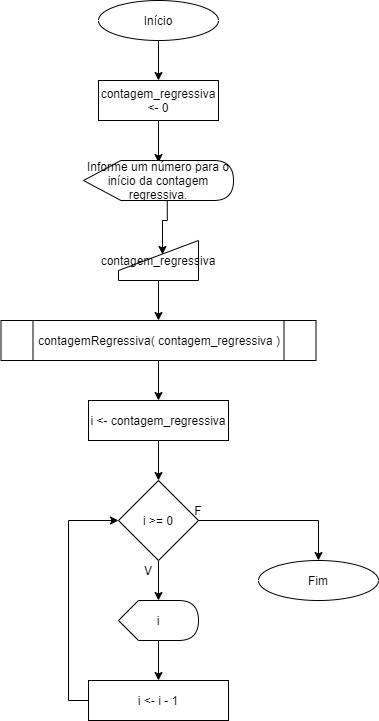 Início
contagem_regressiva
<- 0
Informe um número para o
início da contagem
regressiva.
contagem_regressiva
contagemRegressiva( contagem_regressiva )
i <- contagem_regressiva
i >= 0
F
V
Fim
i
i <- i - 1